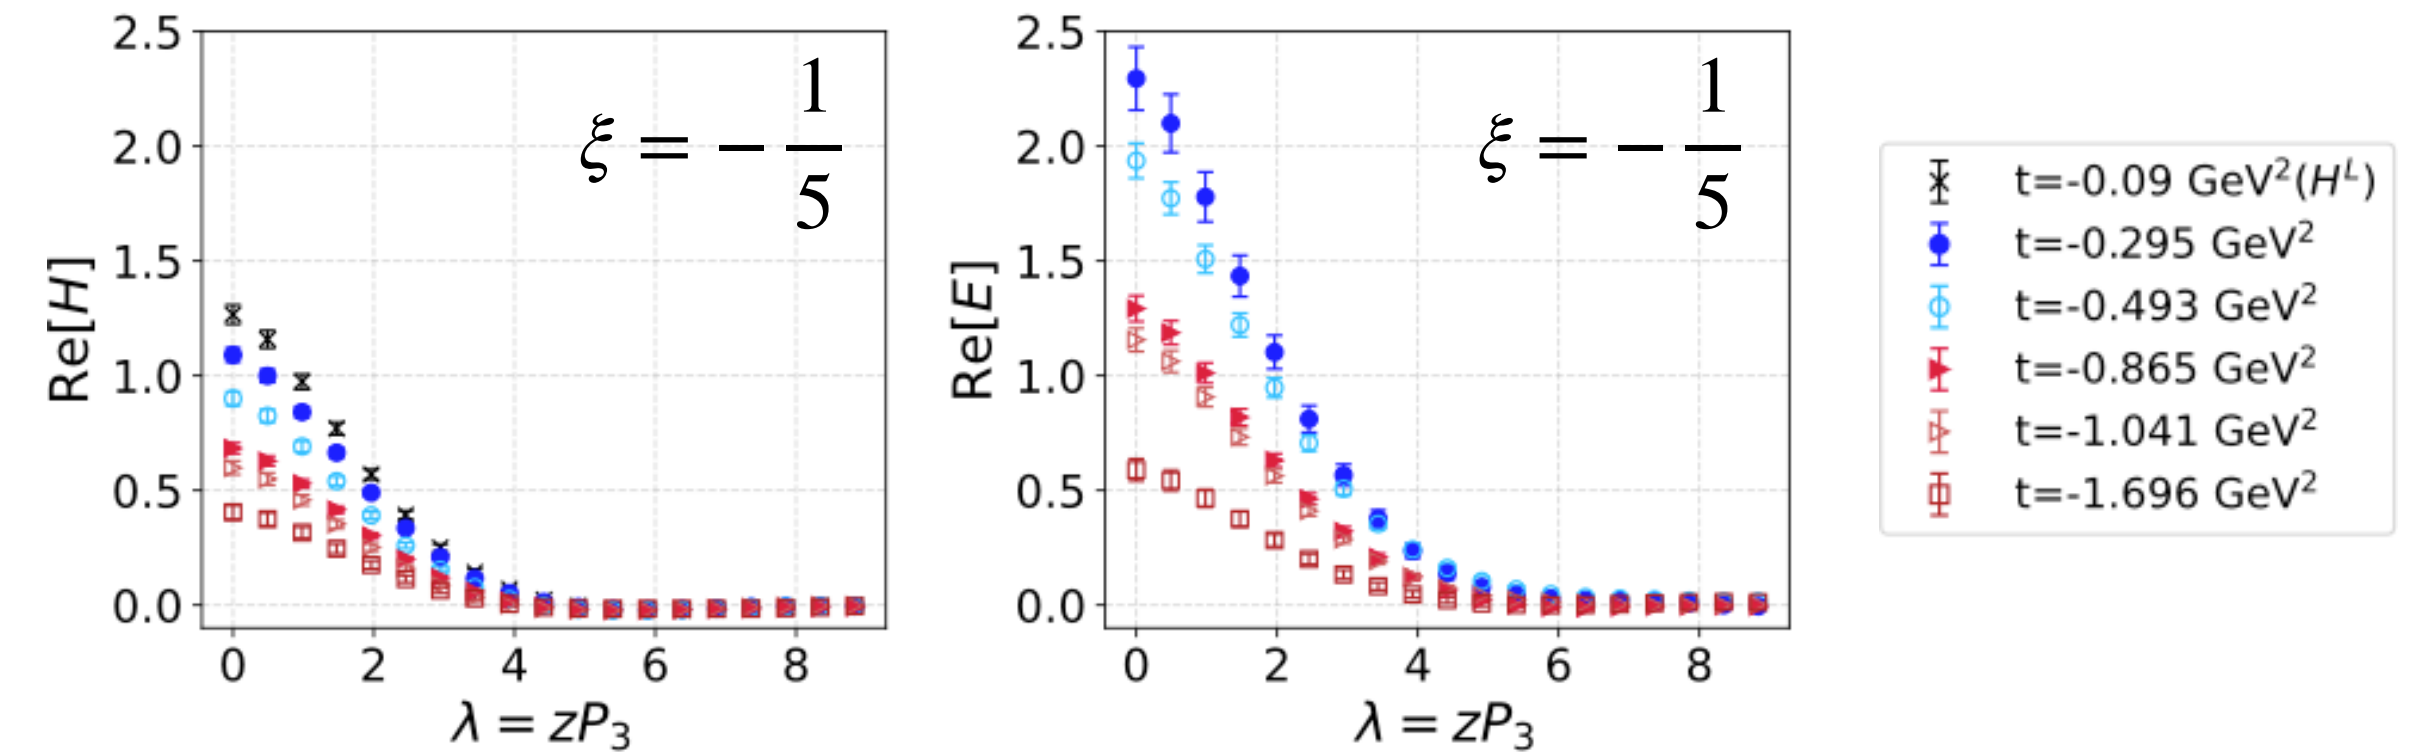 2.5
2.0
1.5
1.0
0.5
0.0
Re[H]
ξ = − 1/5
0 2 4 6 8
λ = zP₃
2.5
2.0
1.5
1.0
0.5
0.0
Re[E]
ξ = − 1/5
0 2 4 6 8
λ = zP₃
t=-0.09 GeV²(Hᴸ)
t=-0.295 GeV²
t=-0.493 GeV²
t=-0.865 GeV²
t=-1.041 GeV²
t=-1.696 GeV²